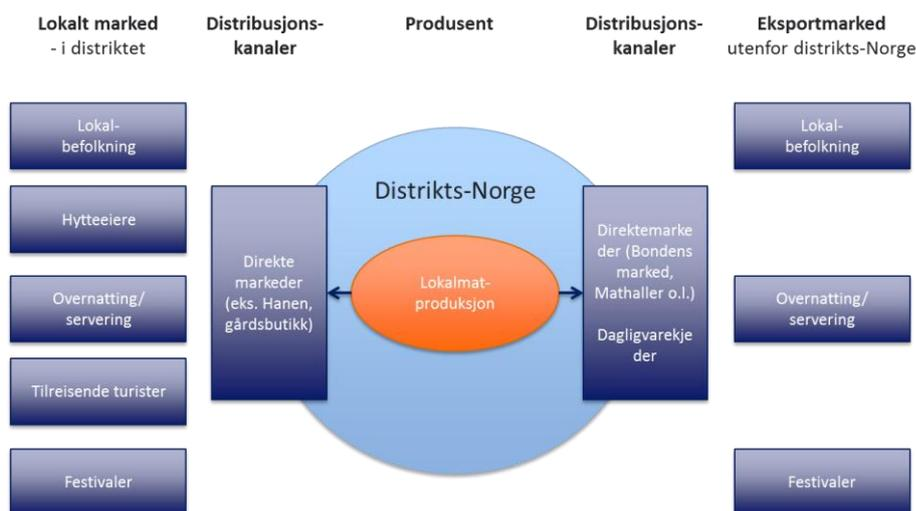 Lokalt marked
- i distriktet
Distribusjons-
kanaler
Produsent
Distribusjons-
kanaler
Eksportmarked
utenfor distrikts-Norge
Lokal-
befolkning
Hytteeiere
Overnatting/
servering
Tilreisende turister
Festivaler
Direkte
markeder
(eks. Hanen,
gårdsbutikk)
Distrikts-Norge
Lokalmat-
produksjon
Direktemarke
der (Bondens
marked,
Mathaller o.l.)
Dagligvarekje
der
Lokal-
befolkning
Overnatting/
servering
Festivaler